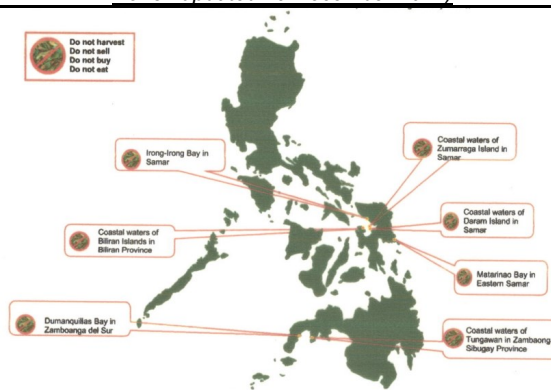 Do not harvest
Do not sell
Do not buy
Do not eat
Irong-Irong Bay in
Samar
Coastal waters of
Zumarraga Island in
Samar
Coastal waters of
Biliran Islands in
Biliran Province
Coastal waters of
Daram Island in
Samar
Matarinao Bay in
Eastern Samar
Dumanquillas Bay in
Zamboanga del Sur
Coastal waters of
Tungawan in Zamboang
Sibugay Province